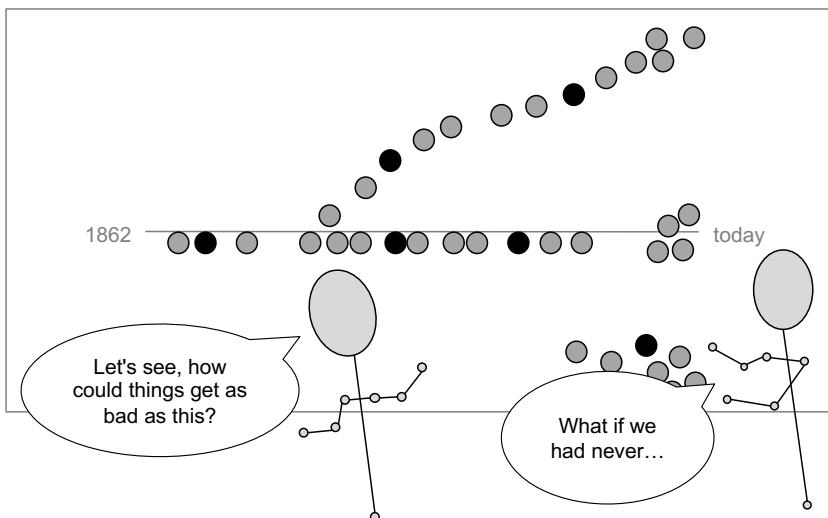 1862
today
Let's see, how
could things get as
bad as this?
What if we
had never…